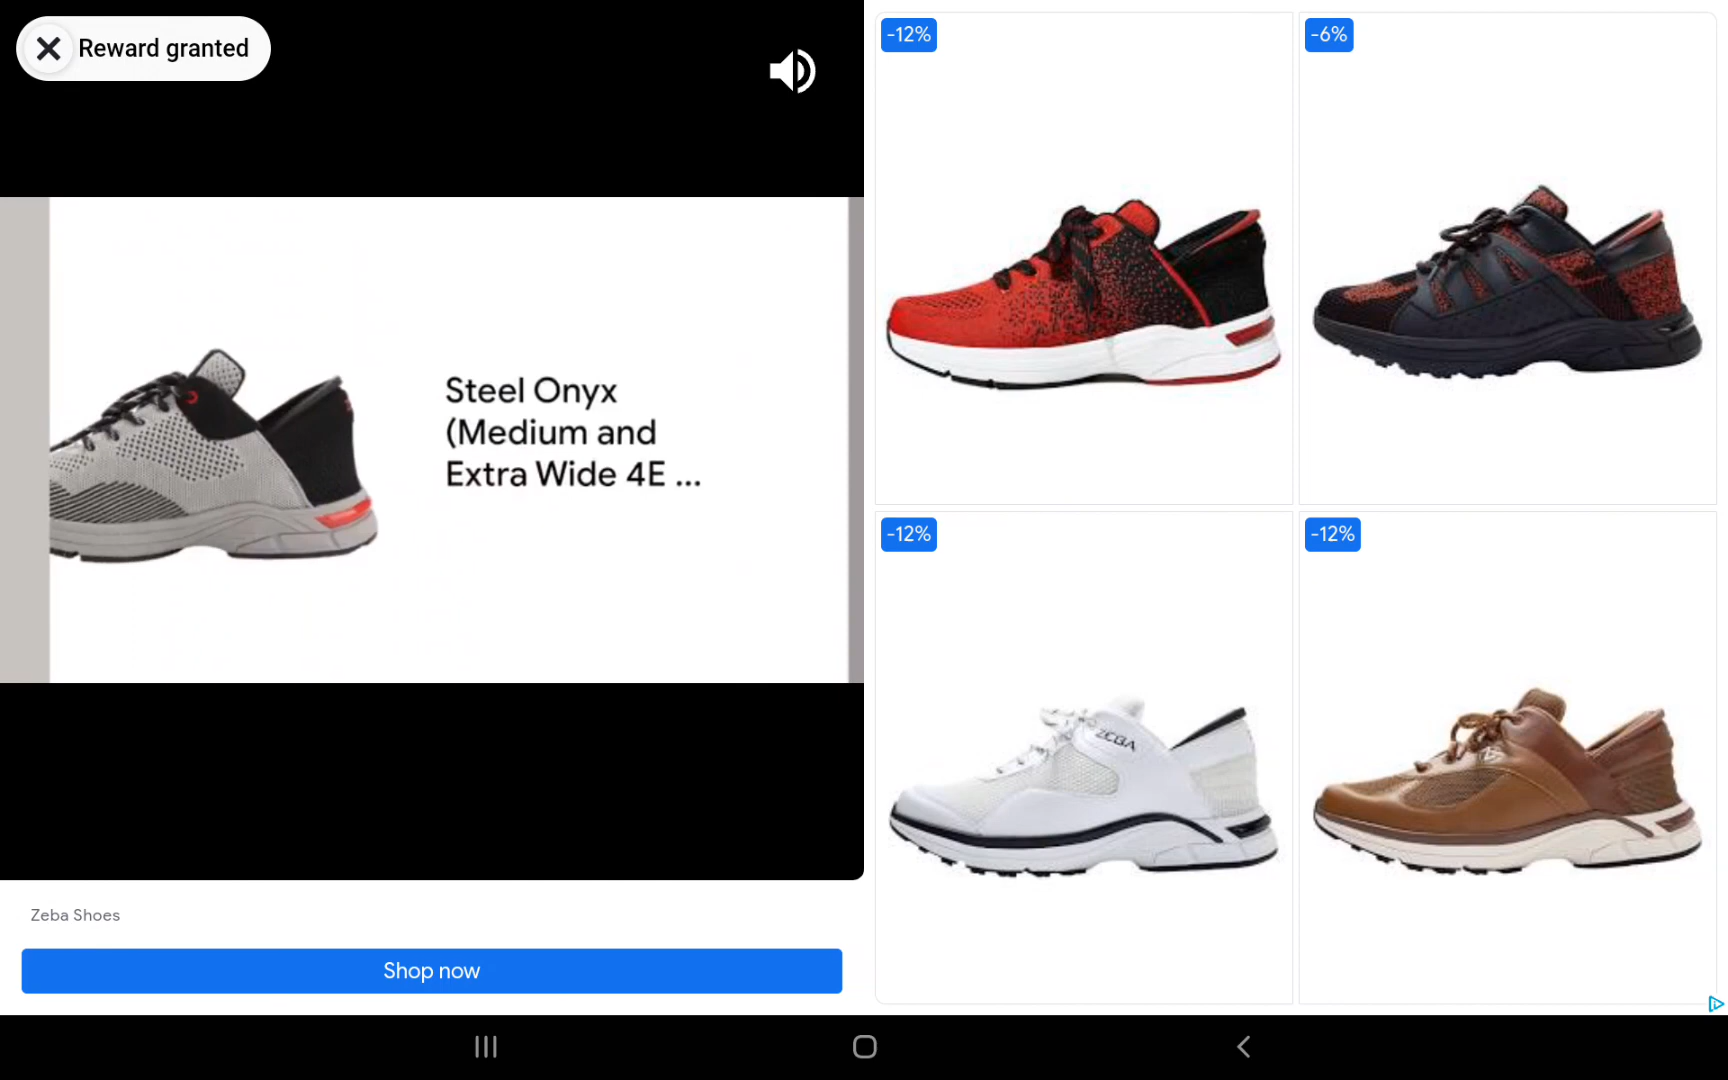 Reward granted
Steel Onyx
(Medium and
Extra Wide 4E ...
Zeba Shoes
Shop now
-12%
-6%
-12%
ZEBA
-12%